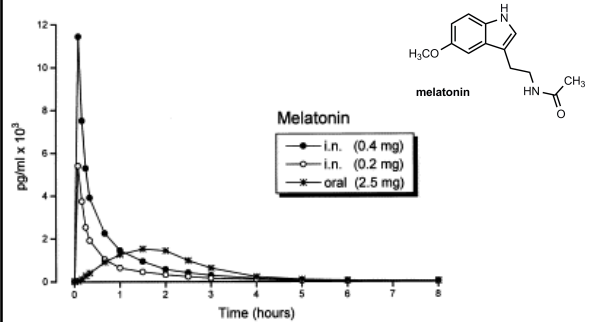 12
10
8
6
4
2
0
pg/ml x 10³
0 1 2 3 4 5 6 7 8
Time (hours)
Melatonin
i.n. (0.4 mg)
i.n. (0.2 mg)
oral (2.5 mg)
H
N
H₃CO
melatonin
HN
CH₃
O